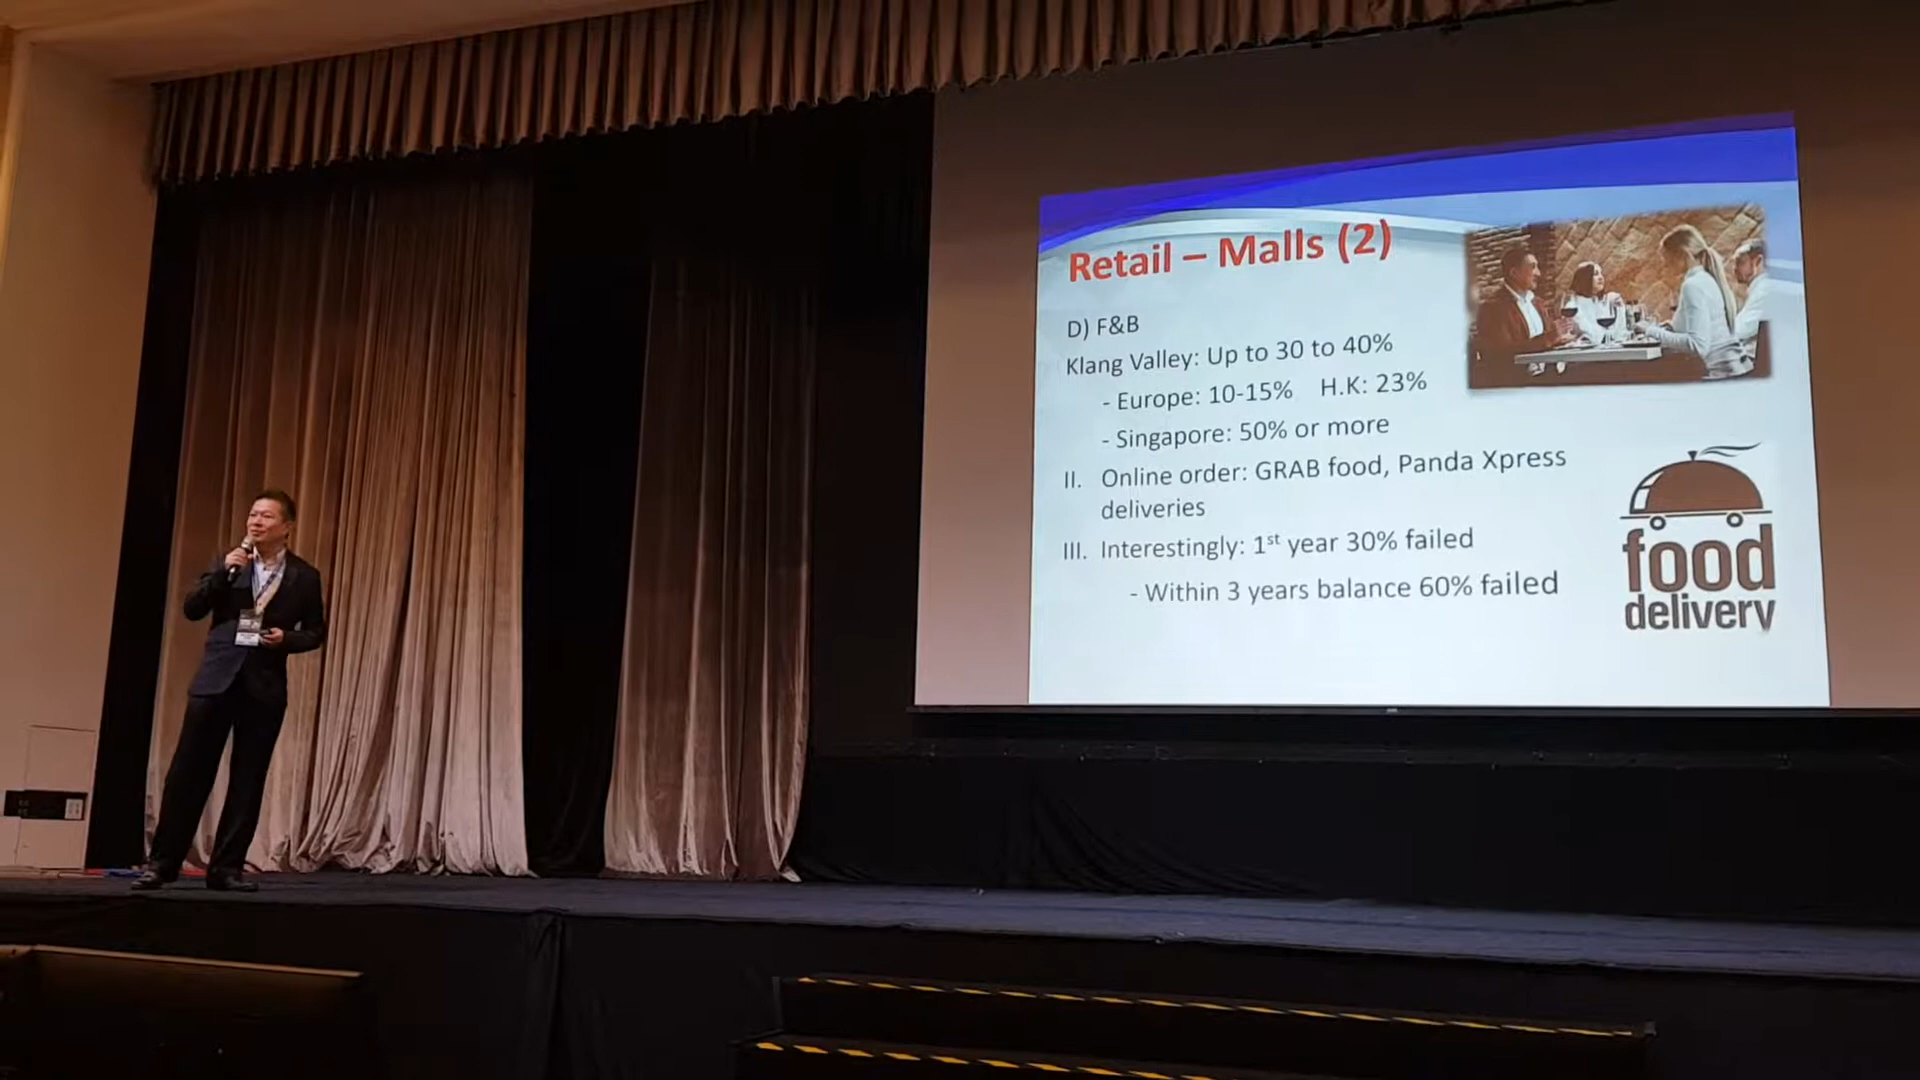 Retail – Malls (2)
D) F&B
Klang Valley: Up to 30 to 40%
- Europe: 10-15% H.K: 23%
- Singapore: 50% or more
II. Online order: GRAB food, Panda Xpress
deliveries
III. Interestingly: 1st year 30% failed
- Within 3 years balance 60% failed
food
delivery